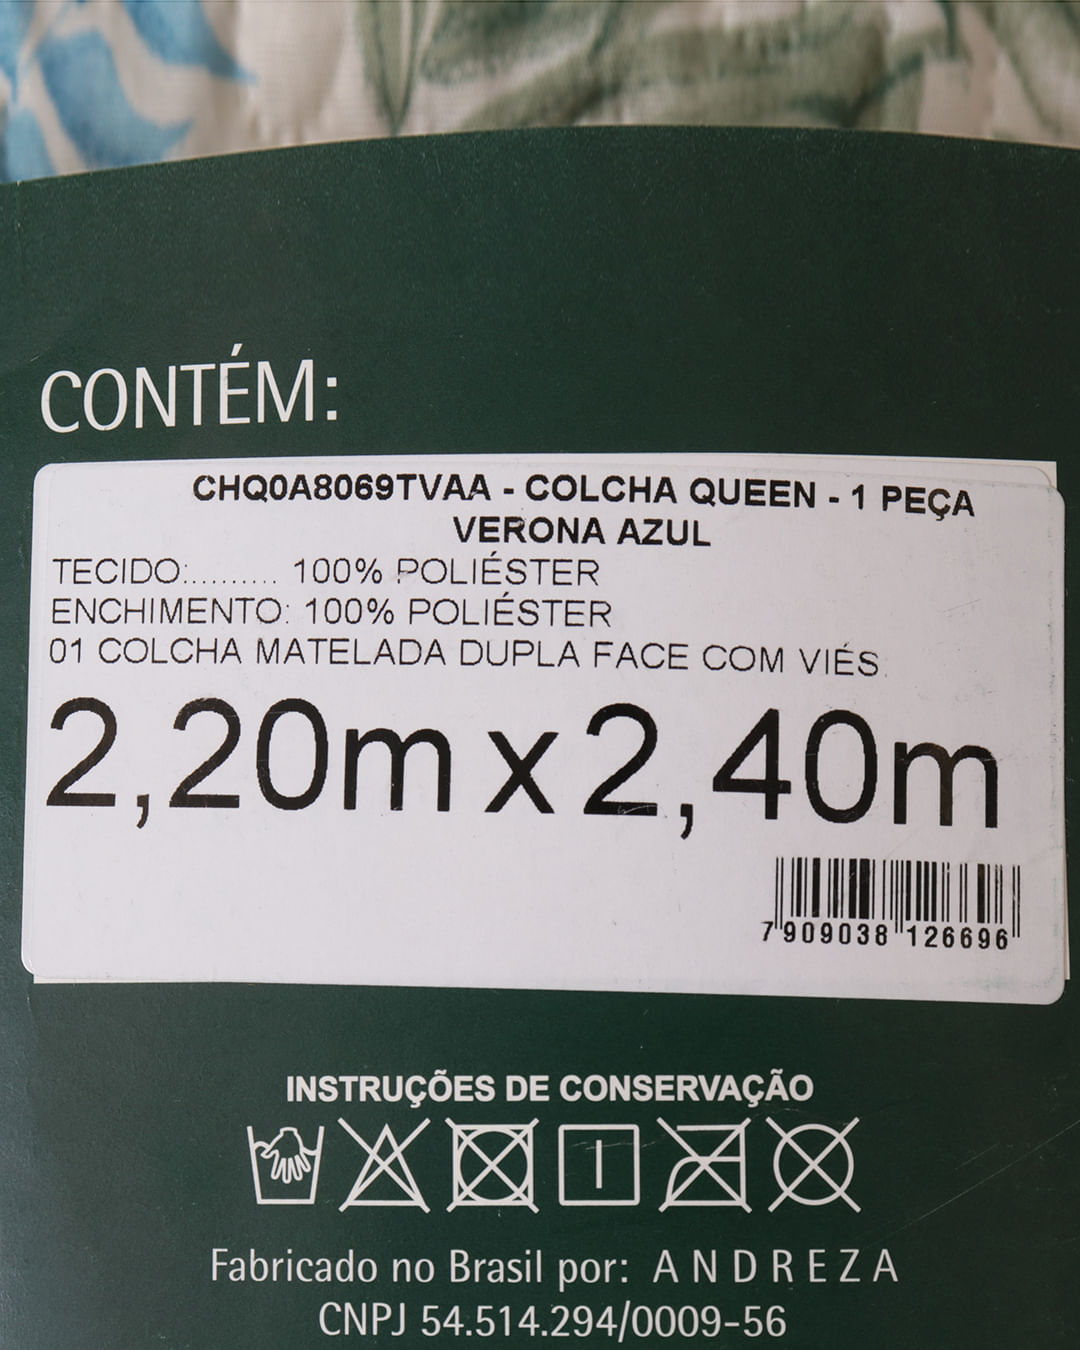 CONTÉM:
CHQ0A8069TVAA - COLCHA QUEEN - 1 PEÇA
VERONA AZUL
TECIDO:......... 100% POLIÉSTER
ENCHIMENTO: 100% POLIÉSTER
01 COLCHA MATELADA DUPLA FACE COM VIÉS.
2,20m x 2,40m
7 909038 126696
INSTRUÇÕES DE CONSERVAÇÃO
Fabricado no Brasil por: ANDREZA
CNPJ 54.514.294/0009-56